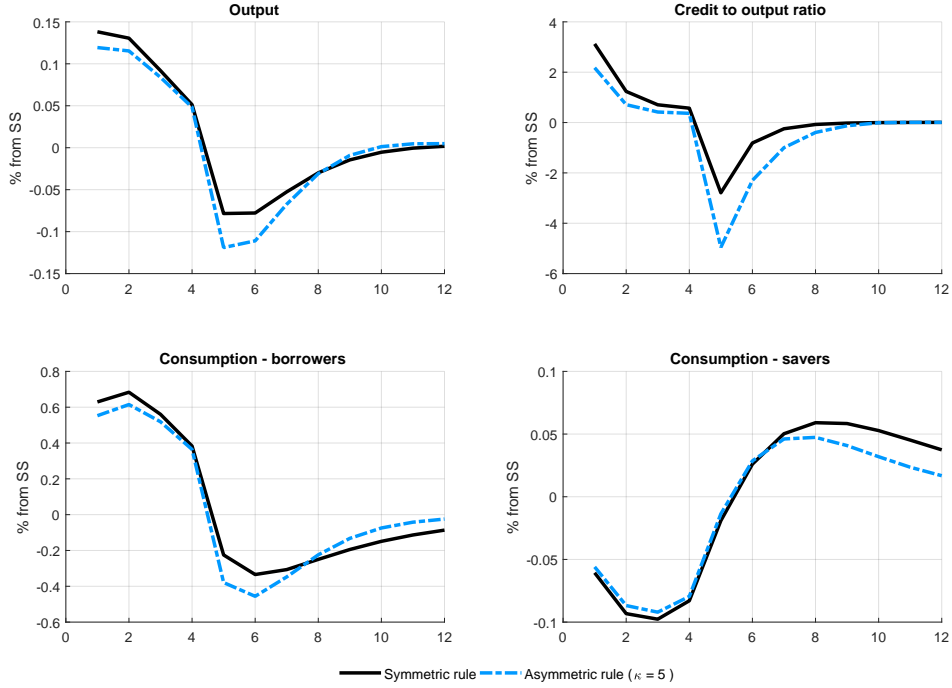 Output
% from SS
0.15
0.1
0.05
0
-0.05
-0.1
-0.15
0 2 4 6 8 10 12
Credit to output ratio
% from SS
4
2
0
-2
-4
-6
0 2 4 6 8 10 12
Consumption - borrowers
% from SS
0.8
0.6
0.4
0.2
0
-0.2
-0.4
-0.6
0 2 4 6 8 10 12
Consumption - savers
% from SS
0.1
0.05
0
-0.05
-0.1
0 2 4 6 8 10 12
Symmetric rule Asymmetric rule ( κ = 5 )